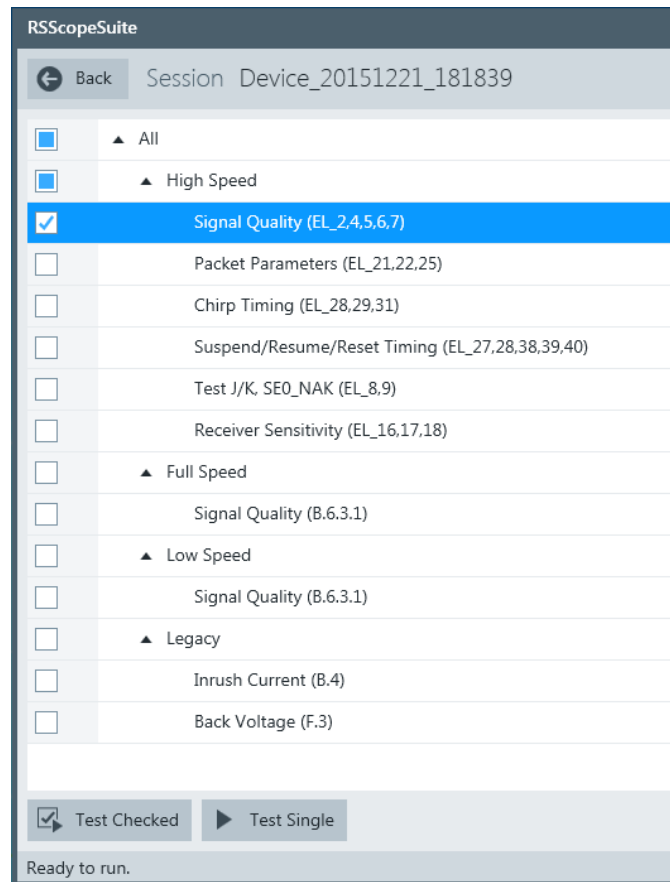 RSScopeSuite
Back Session Device_20151221_181839
All
High Speed
Signal Quality (EL_2,4,5,6,7)
Packet Parameters (EL_21,22,25)
Chirp Timing (EL_28,29,31)
Suspend/Resume/Reset Timing (EL_27,28,38,39,40)
Test J/K, SE0_NAK (EL_8,9)
Receiver Sensitivity (EL_16,17,18)
Full Speed
Signal Quality (B.6.3.1)
Low Speed
Signal Quality (B.6.3.1)
Legacy
Inrush Current (B.4)
Back Voltage (F.3)
Test Checked Test Single
Ready to run.